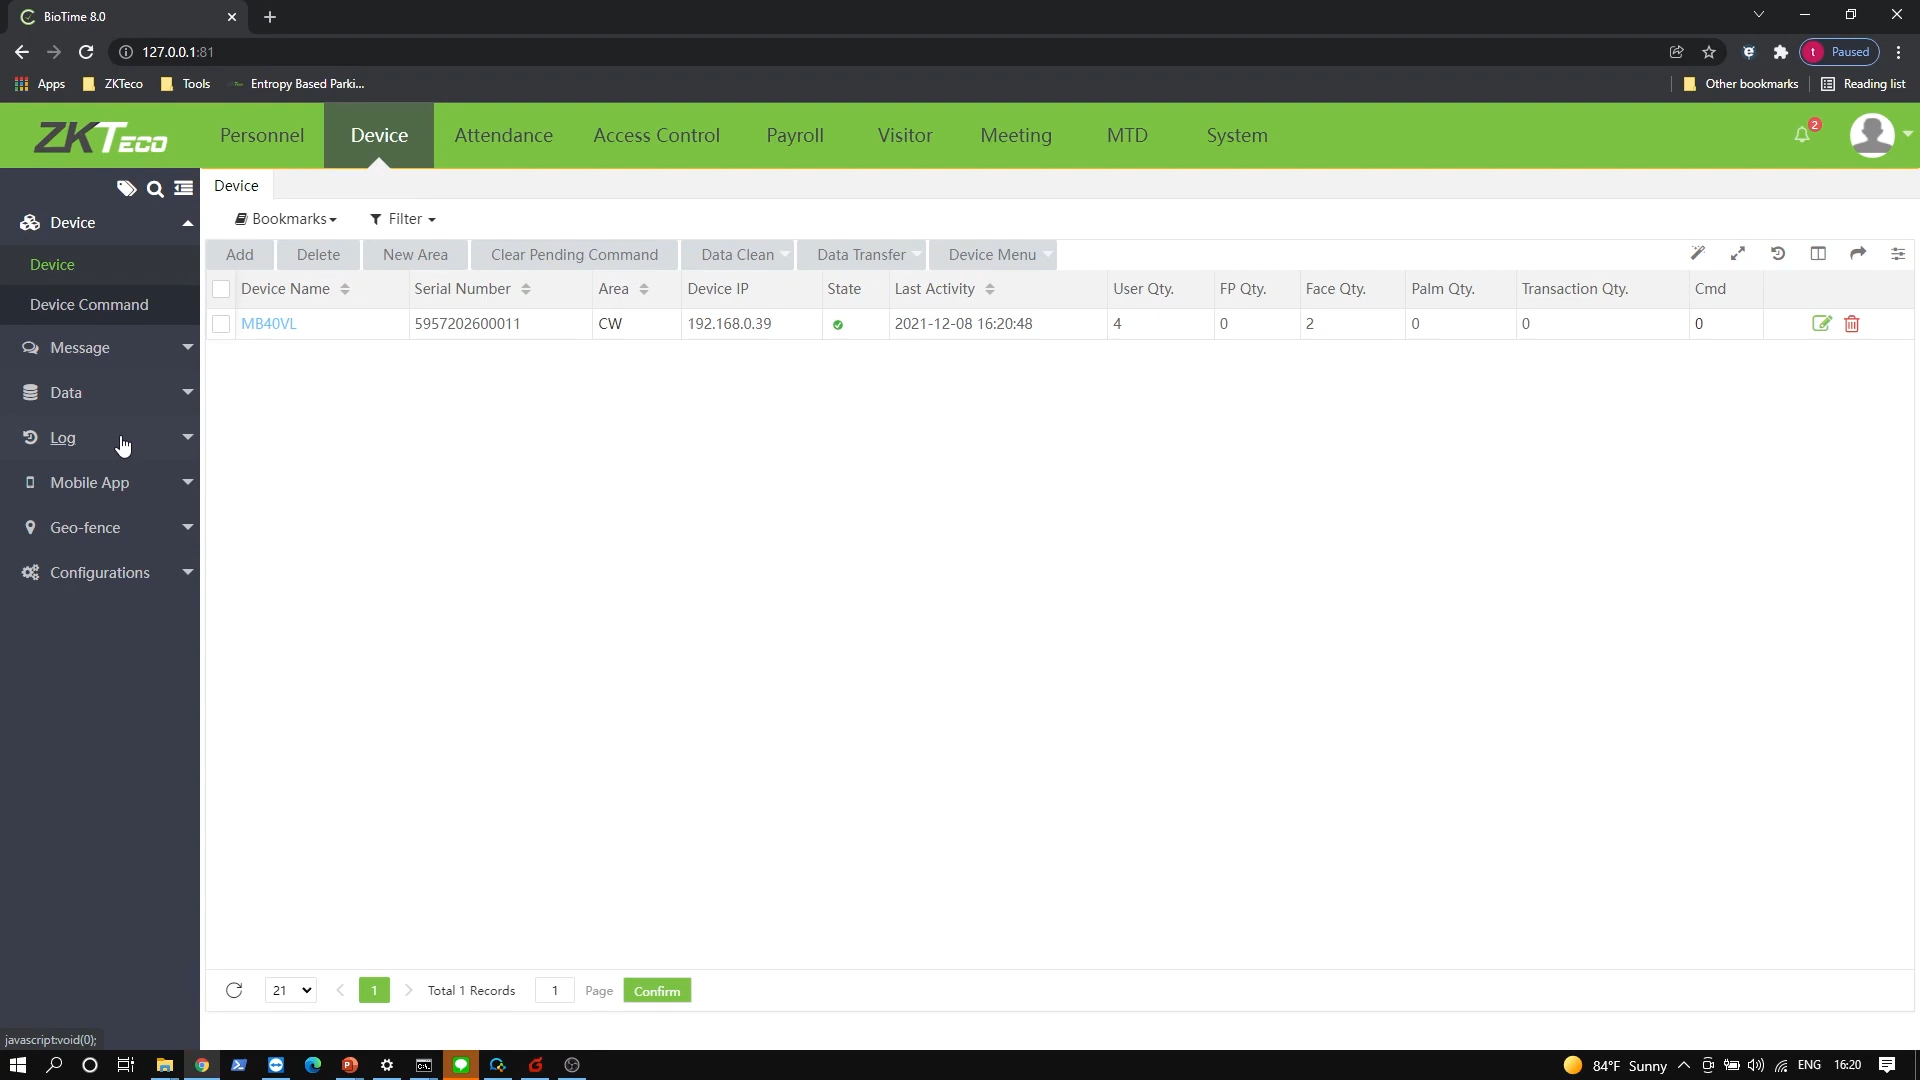 BioTime 8.0
127.0.0.1:81
t Paused
Apps ZKTeco Tools Entropy Based Parki... Other bookmarks Reading list
ZKTECO Personnel Device Attendance Access Control Payroll Visitor Meeting MTD System 2
Device
Bookmarks Filter
Add Delete New Area Clear Pending Command Data Clean Data Transfer Device Menu
Device Name Serial Number Area Device IP State Last Activity User Qty. FP Qty. Face Qty. Palm Qty. Transaction Qty. Cmd
MB40VL 5957202600011 CW 192.168.0.39 2021-12-08 16:20:48 4 0 2 0 0 0
Device
Device
Device Command
Message
Data
Log
Mobile App
Geo-fence
Configurations
21 1 Total 1 Records 1 Page Confirm
javascript:void(0);
84°F Sunny ENG 16:20